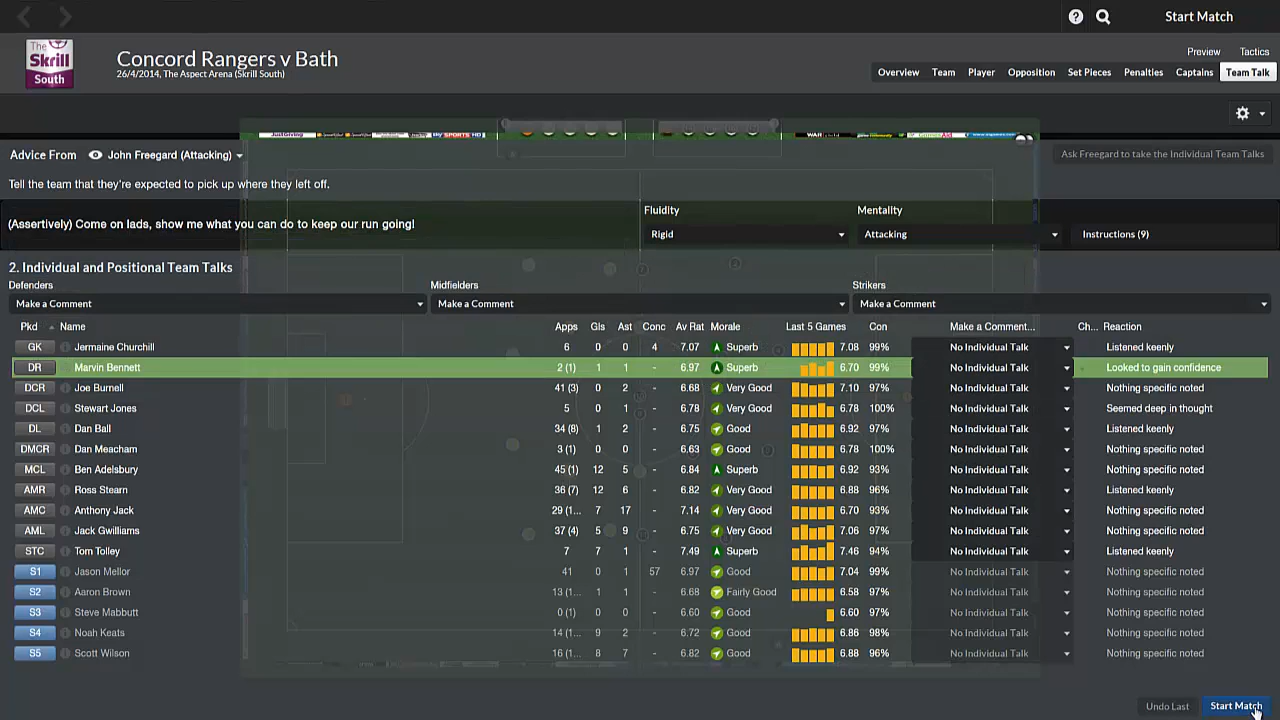 Start Match
The
Skrill
South
Concord Rangers v Bath
26/4/2014, The Aspect Arena (Skrill South)
Preview Tactics
Overview Team Player Opposition Set Pieces Penalties Captains Team Talk
JustGiving
Advice From John Freegard (Attacking)
Ask Freegard to take the Individual Team Talks
Tell the team that they're expected to pick up where they left off.
Fluidity Mentality
(Assertively) Come on lads, show me what you can do to keep our run going!
Rigid Attacking Instructions (9)
2. Individual and Positional Team Talks
Defenders Midfielders Strikers
Make a Comment Make a Comment Make a Comment
Pkd Name Apps Gls Ast Conc Av Rat Morale Last 5 Games Con Make a Comment... Ch... Reaction
GK Jermaine Churchill 6 0 0 4 7.07 Superb 7.08 99% No Individual Talk Listened keenly
DR Marvin Bennett 2 (1) 1 1 - 6.97 Superb 6.70 99% No Individual Talk Looked to gain confidence
DCR Joe Burnell 41 (3) 0 2 - 6.68 Very Good 7.10 97% No Individual Talk Nothing specific noted
DCL Stewart Jones 5 0 1 - 6.78 Very Good 6.78 100% No Individual Talk Seemed deep in thought
DL Dan Ball 34 (8) 1 2 - 6.75 Good 6.92 97% No Individual Talk Listened keenly
DMCR Dan Meacham 3 (1) 0 1 - 6.63 Good 6.78 100% No Individual Talk Nothing specific noted
MCL Ben Adelsbury 45 (1) 12 5 - 6.84 Superb 6.92 93% No Individual Talk Nothing specific noted
AMR Ross Stearn 36 (7) 12 6 - 6.82 Very Good 6.88 96% No Individual Talk Listened keenly
AMC Anthony Jack 29 (1... 7 17 - 7.14 Very Good 6.70 93% No Individual Talk Nothing specific noted
AML Jack Gwilliams 37 (4) 5 9 - 6.75 Very Good 7.06 97% No Individual Talk Nothing specific noted
STC Tom Tolley 7 7 1 - 7.49 Superb 7.46 94% No Individual Talk Listened keenly
S1 Jason Mellor 41 0 1 57 6.97 Good 7.04 99% No Individual Talk Nothing specific noted
S2 Aaron Brown 13 (1... 1 1 - 6.68 Fairly Good 6.58 97% No Individual Talk Nothing specific noted
S3 Steve Mabbutt 0 (1) 0 0 - 6.60 Good 6.60 97% No Individual Talk Nothing specific noted
S4 Noah Keats 14 (1... 9 2 - 6.72 Good 6.86 98% No Individual Talk Nothing specific noted
S5 Scott Wilson 16 (1... 8 7 - 6.82 Good 6.88 96% No Individual Talk Nothing specific noted
Undo Last Start Match